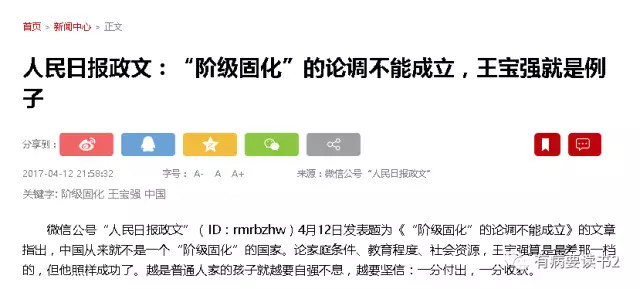 首页 > 新闻中心 > 正文
人民日报政文：“阶级固化”的论调不能成立，王宝强就是例
子
分享到：
2017-04-12 21:58:32 字号： A- A A+ 来源：微信公号“人民日报政文”
关键字: 阶级固化 王宝强 中国
微信公号“人民日报政文”（ID：rmrbzhw）4月12日发表题为《“阶级固化”的论调不能成立》的文章
指出，中国从来就不是一个“阶级固化”的国家。论家庭条件、教育程度、社会资源，王宝强算是最差那一档
的，但他照样成功了。越是普通人家的孩子就越要自强不息，越要坚信：一分付出，一分收获。
有病要读书2